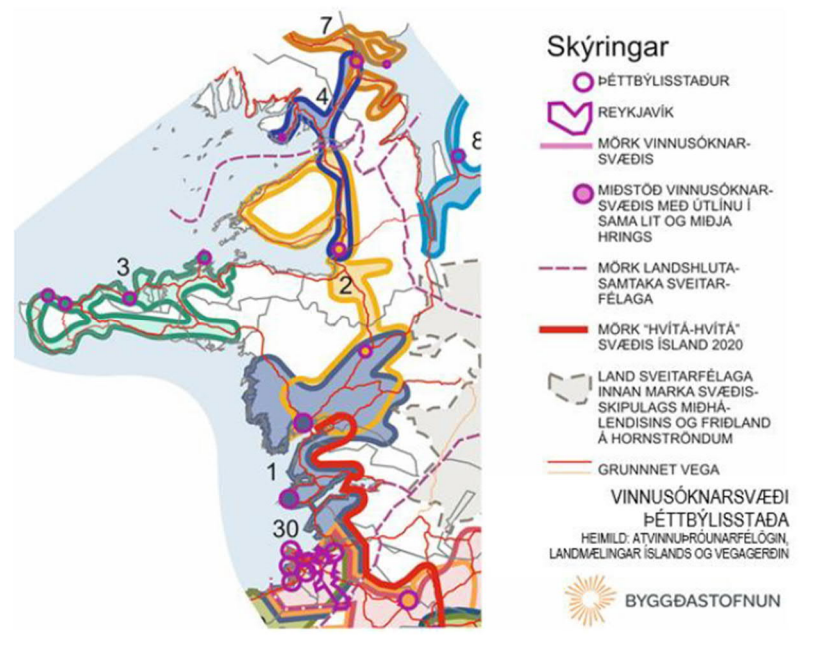 7
4
8
3
2
1
30
Skýringar
ÞÉTTBÝLISSTAÐUR
REYKJAVÍK
MÖRK VINNUSÓKNAR-
SVÆÐIS
MIÐSTÖÐ VINNUSÓKNAR-
SVÆÐIS MEÐ ÚTLÍNU Í
SAMA LIT OG MIÐJA
HRINGS
MÖRK LANDSHLUTA-
SAMTAKA SVEITAR-
FÉLAGA
MÖRK "HVÍTÁ-HVÍTÁ"
SVÆÐIS ÍSLAND 2020
LAND SVEITARFÉLAGA
INNAN MARKA SVÆÐIS-
SKIPULAGS MIÐHÁ-
LENDISINS OG FRIÐLAND
Á HORNSTRÖNDUM
GRUNNNET VEGA
VINNUSÓKNARSVÆÐI
ÞÉTTBÝLISSTAÐA
HEIMILD: ATVINNUÞRÓUNARFÉLÖGIN,
LANDMÆLINGAR ÍSLANDS OG VEGAGERÐIN
BYGGÐASTOFNUN